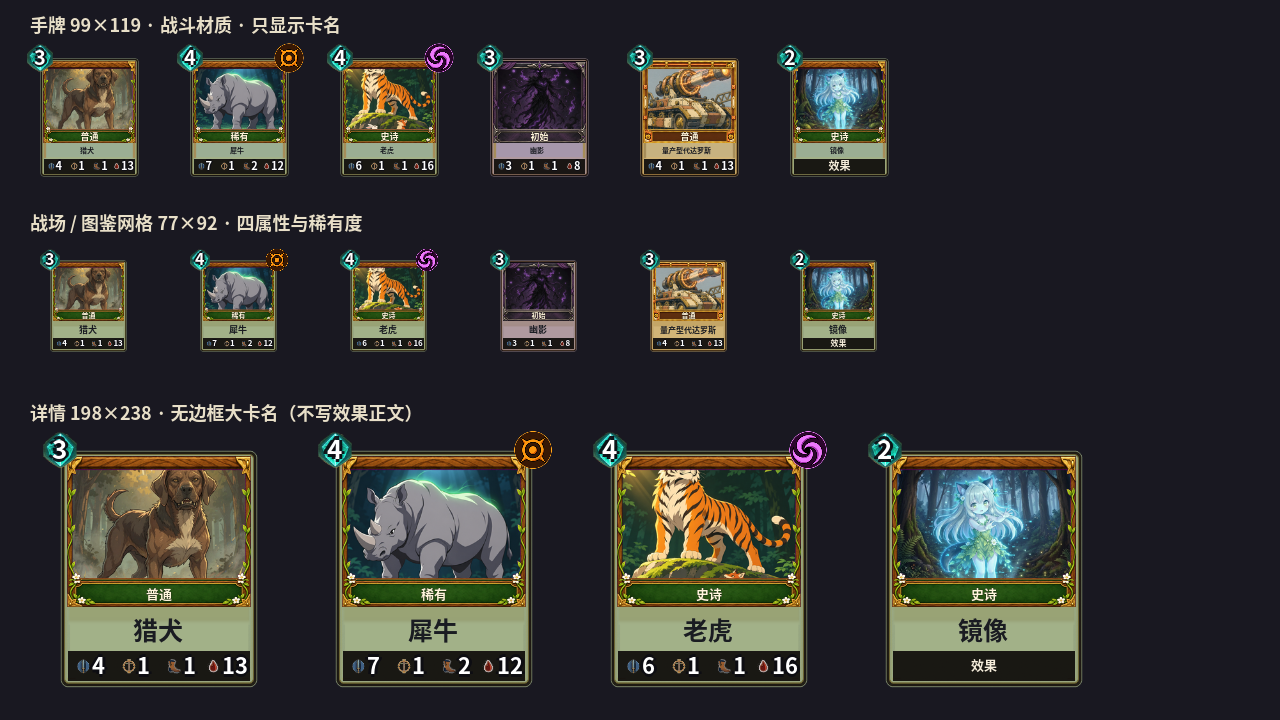 手牌 99×119 · 战斗材质 · 只显示卡名
3 4 4 3 3 2
普通 稀有 史诗 初始 普通 史诗
猎犬 犀牛 老虎 幽影 量产型代达罗斯 镜像
4 1 1 13 7 1 2 12 6 1 1 16 3 1 1 8 4 1 1 13 效果
战场 / 图鉴网格 77×92 · 四属性与稀有度
3 4 4 3 3 2
普通 稀有 史诗 初始 普通 史诗
猎犬 犀牛 老虎 幽影 量产型代达罗斯 镜像
4 1 1 13 7 1 2 12 6 1 1 16 3 1 1 8 4 1 1 13 效果
详情 198×238 · 无边框大卡名（不写效果正文）
3 4 4 2
普通 稀有 史诗 史诗
猎犬 犀牛 老虎 镜像
4 1 1 13 7 1 2 12 6 1 1 16 效果